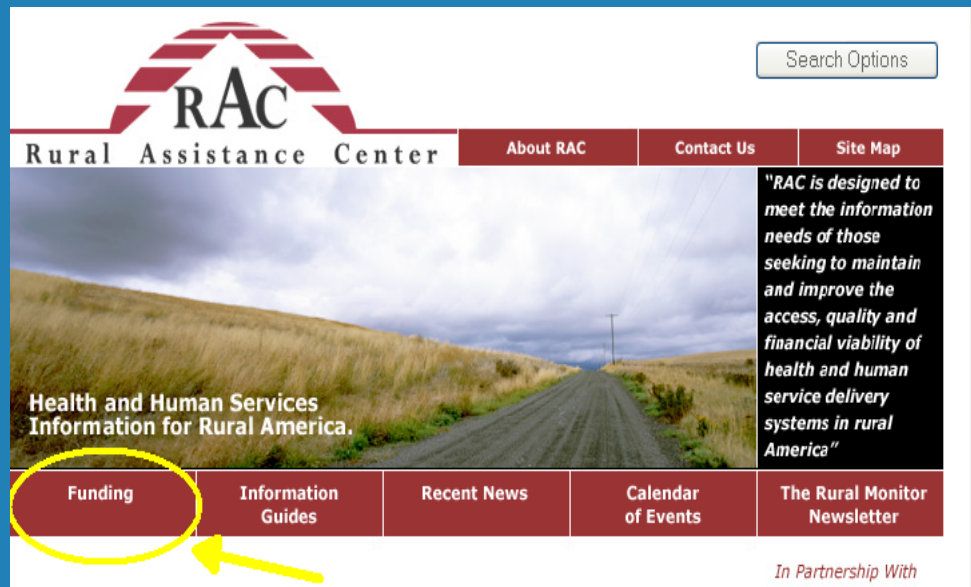 RAC
Rural Assistance Center
Search Options
About RAC
Contact Us
Site Map
"RAC is designed to
meet the information
needs of those
seeking to maintain
and improve the
access, quality and
financial viability of
health and human
service delivery
systems in rural
America"
Health and Human Services
Information for Rural America.
Funding
Information
Guides
Recent News
Calendar
of Events
The Rural Monitor
Newsletter
In Partnership With